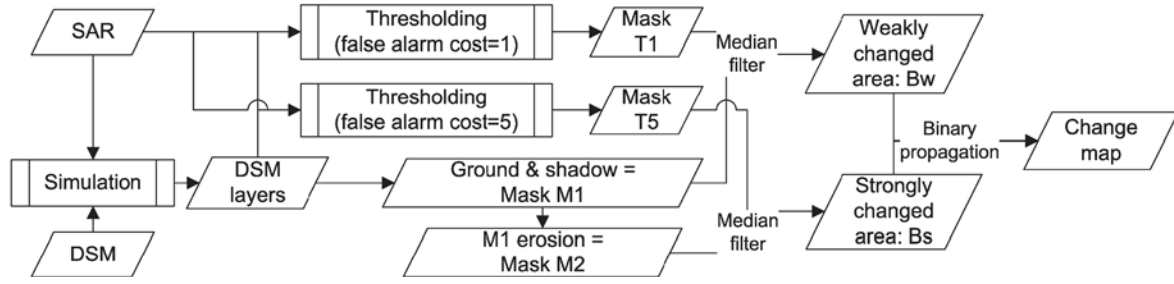 SAR
Thresholding
(false alarm cost=1)
Mask
T1
Median
filter
Weakly
changed
area: Bw
Thresholding
(false alarm cost=5)
Mask
T5
Binary
propagation
Change
map
Simulation
DSM
layers
Ground & shadow =
Mask M1
Strongly
changed
area: Bs
Median
filter
DSM
M1 erosion =
Mask M2